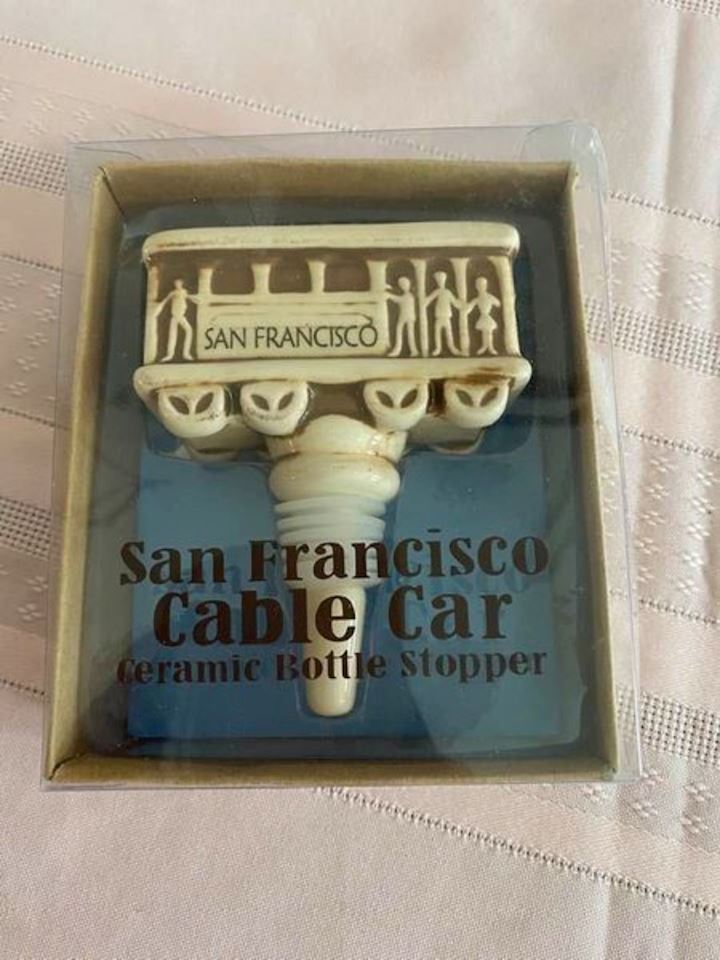 SAN FRANCISCO
San Francisco
Cable Car
Ceramic Bottle Stopper